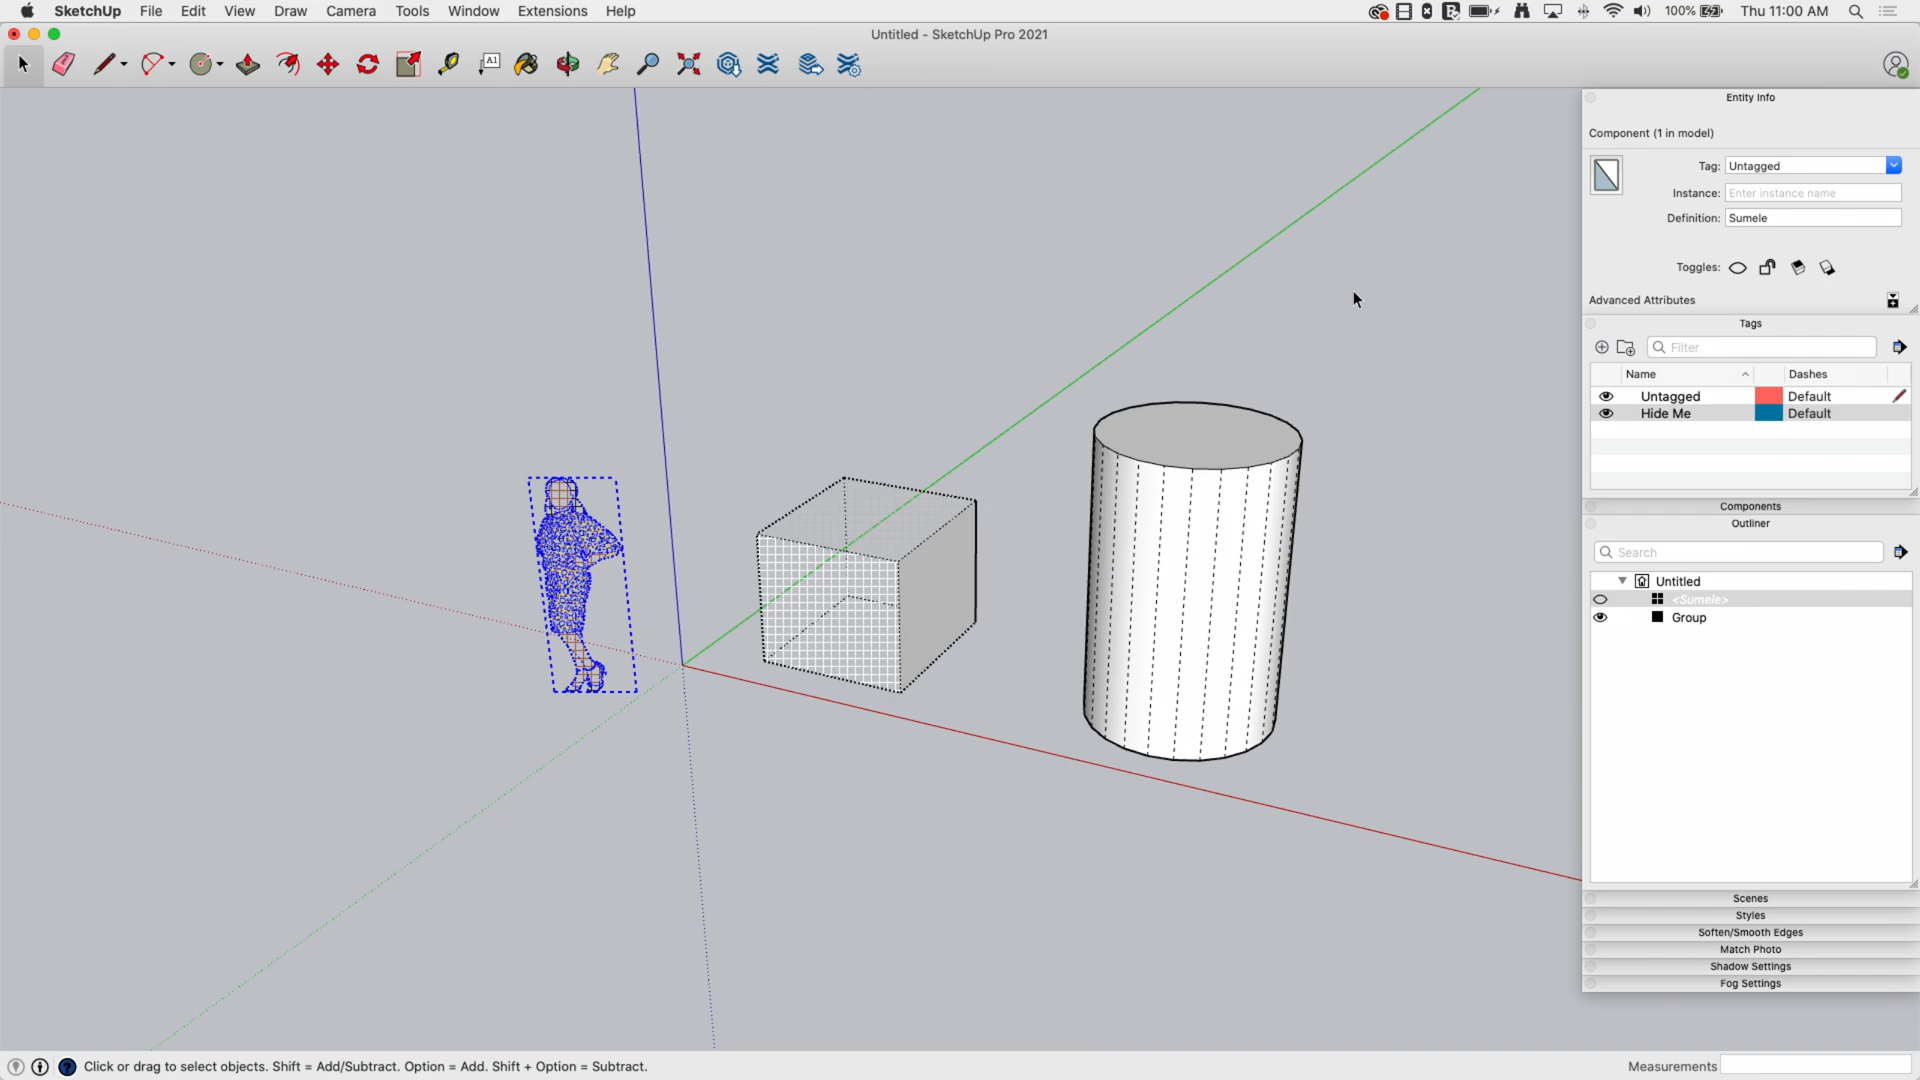 SketchUp File Edit View Draw Camera Tools Window Extensions Help 100% Thu 11:00 AM
Untitled - SketchUp Pro 2021
A1
Entity Info
Component (1 in model)
Tag: Untagged
Instance: Enter instance name
Definition: Sumele
Toggles:
Advanced Attributes
Tags
Filter
Name Dashes
Untagged Default
Hide Me Default
Components
Outliner
Search
Untitled
<Sumele>
Group
Scenes
Styles
Soften/Smooth Edges
Match Photo
Shadow Settings
Fog Settings
Click or drag to select objects. Shift = Add/Subtract. Option = Add. Shift + Option = Subtract.
Measurements